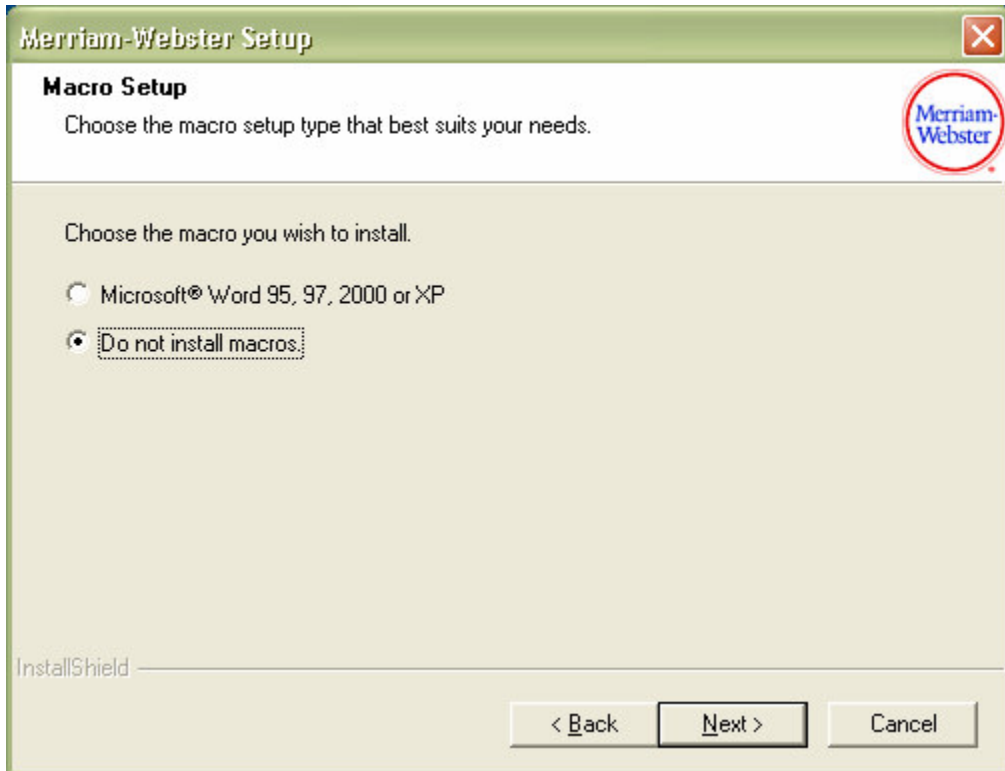 Merriam-Webster Setup
Macro Setup
Choose the macro setup type that best suits your needs.
Merriam-
Webster
Choose the macro you wish to install.
Microsoft® Word 95, 97, 2000 or XP
Do not install macros.
InstallShield
< Back
Next >
Cancel